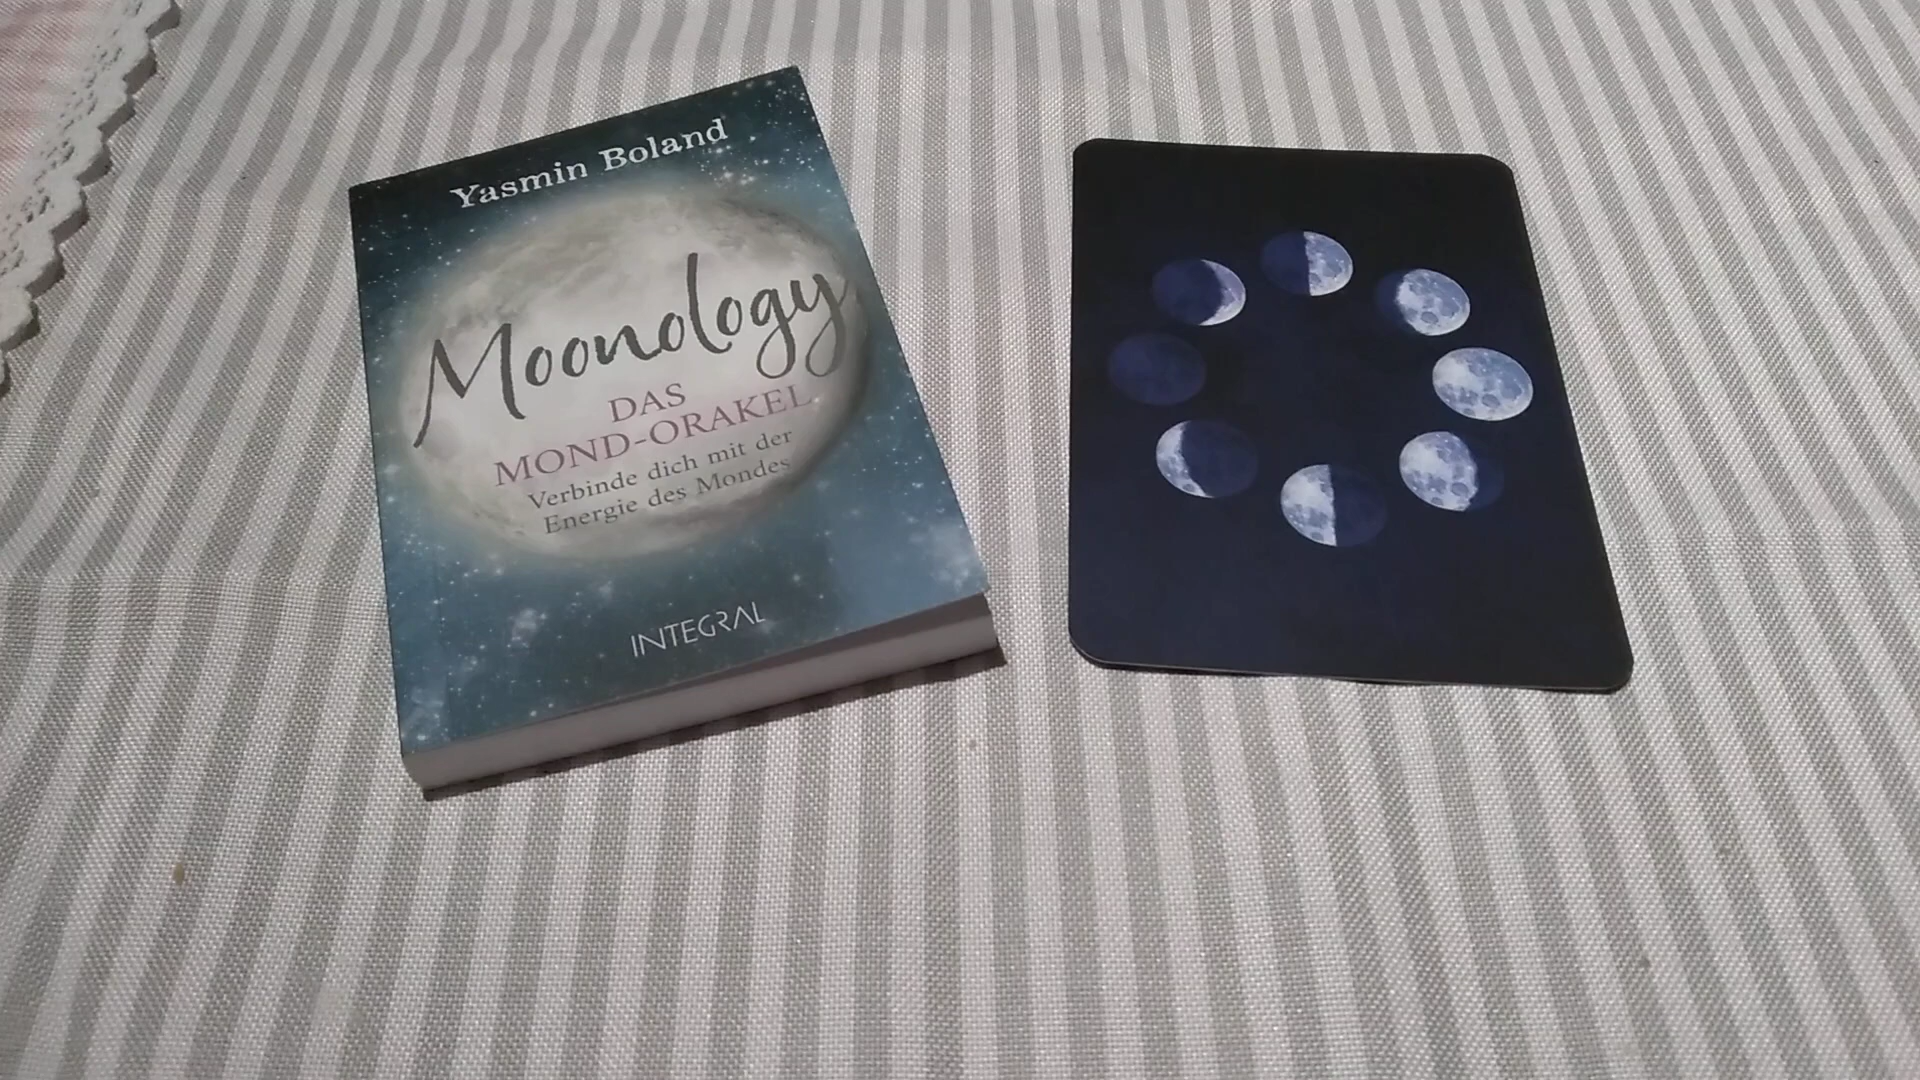 Yasmin Boland
Moonology
DAS
MOND-ORAKEL
Verbinde dich mit der
Energie des Mondes
INTEGRAL